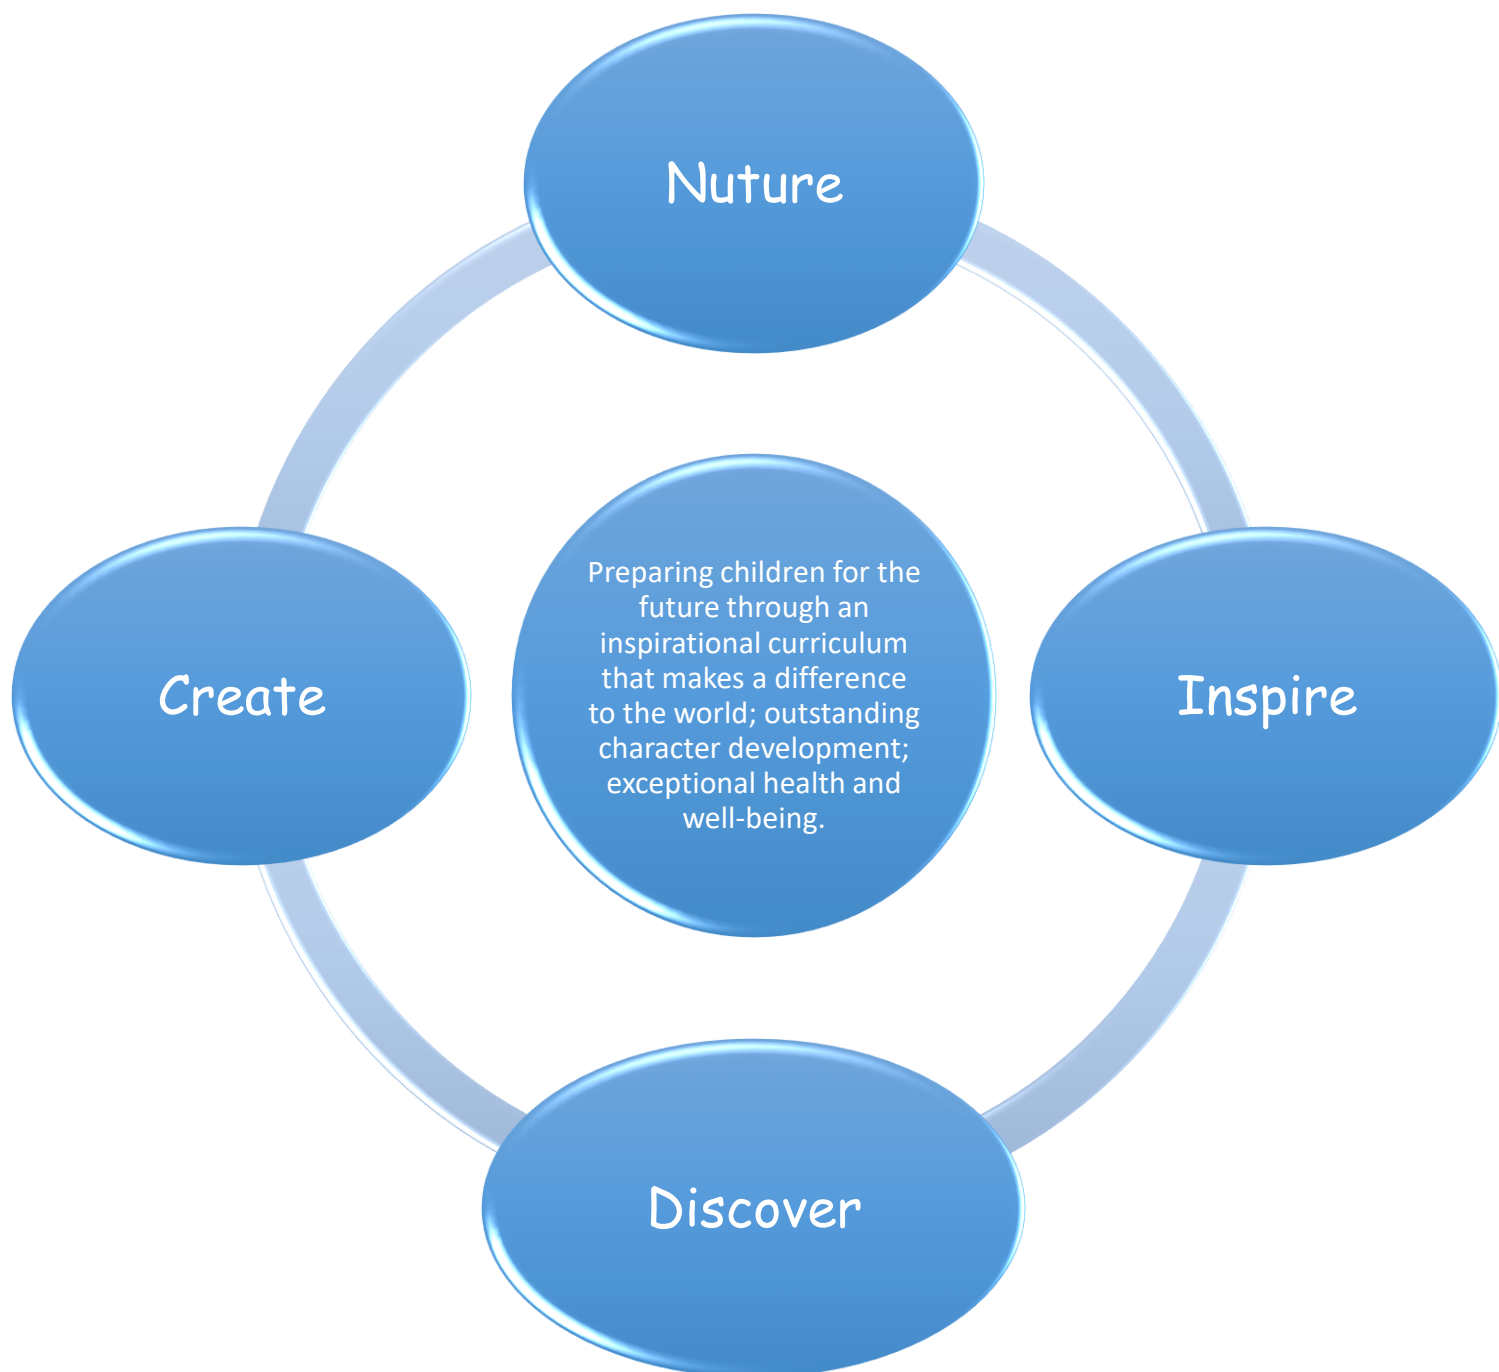 Nuture
Preparing children for the
future through an
inspirational curriculum
that makes a difference
to the world; outstanding
character development;
exceptional health and
well-being.
Create
Inspire
Discover